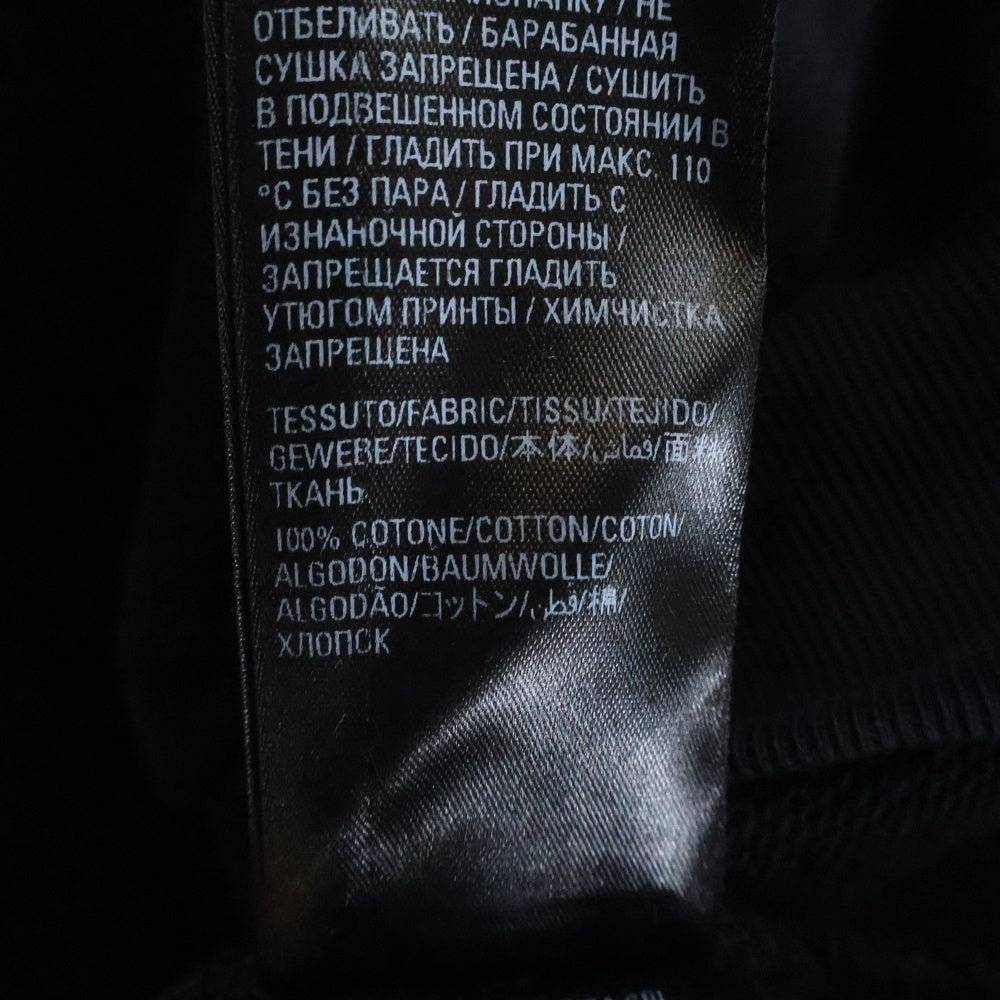 НЕ
ОТБЕЛИВАТЬ / БАРАБАННАЯ
СУШКА ЗАПРЕЩЕНА / СУШИТЬ
В ПОДВЕШЕННОМ СОСТОЯНИИ В
ТЕНИ / ГЛАДИТЬ ПРИ МАКС. 110
°C БЕЗ ПАРА / ГЛАДИТЬ С
ИЗНАНОЧНОЙ СТОРОНЫ /
ЗАПРЕЩАЕТСЯ ГЛАДИТЬ
УТЮГОМ ПРИНТЫ / ХИМЧИСТКА
ЗАПРЕЩЕНА
TESSUTO/FABRIC/TISSU/TEJIDO/
GEWEBE/TECIDO/本体/قماش/面料/
ТКАНЬ
100% COTONE/COTTON/COTON/
ALGODÓN/BAUMWOLLE/
ALGODÃO/コットン/قطن/棉/
ХЛОПОК